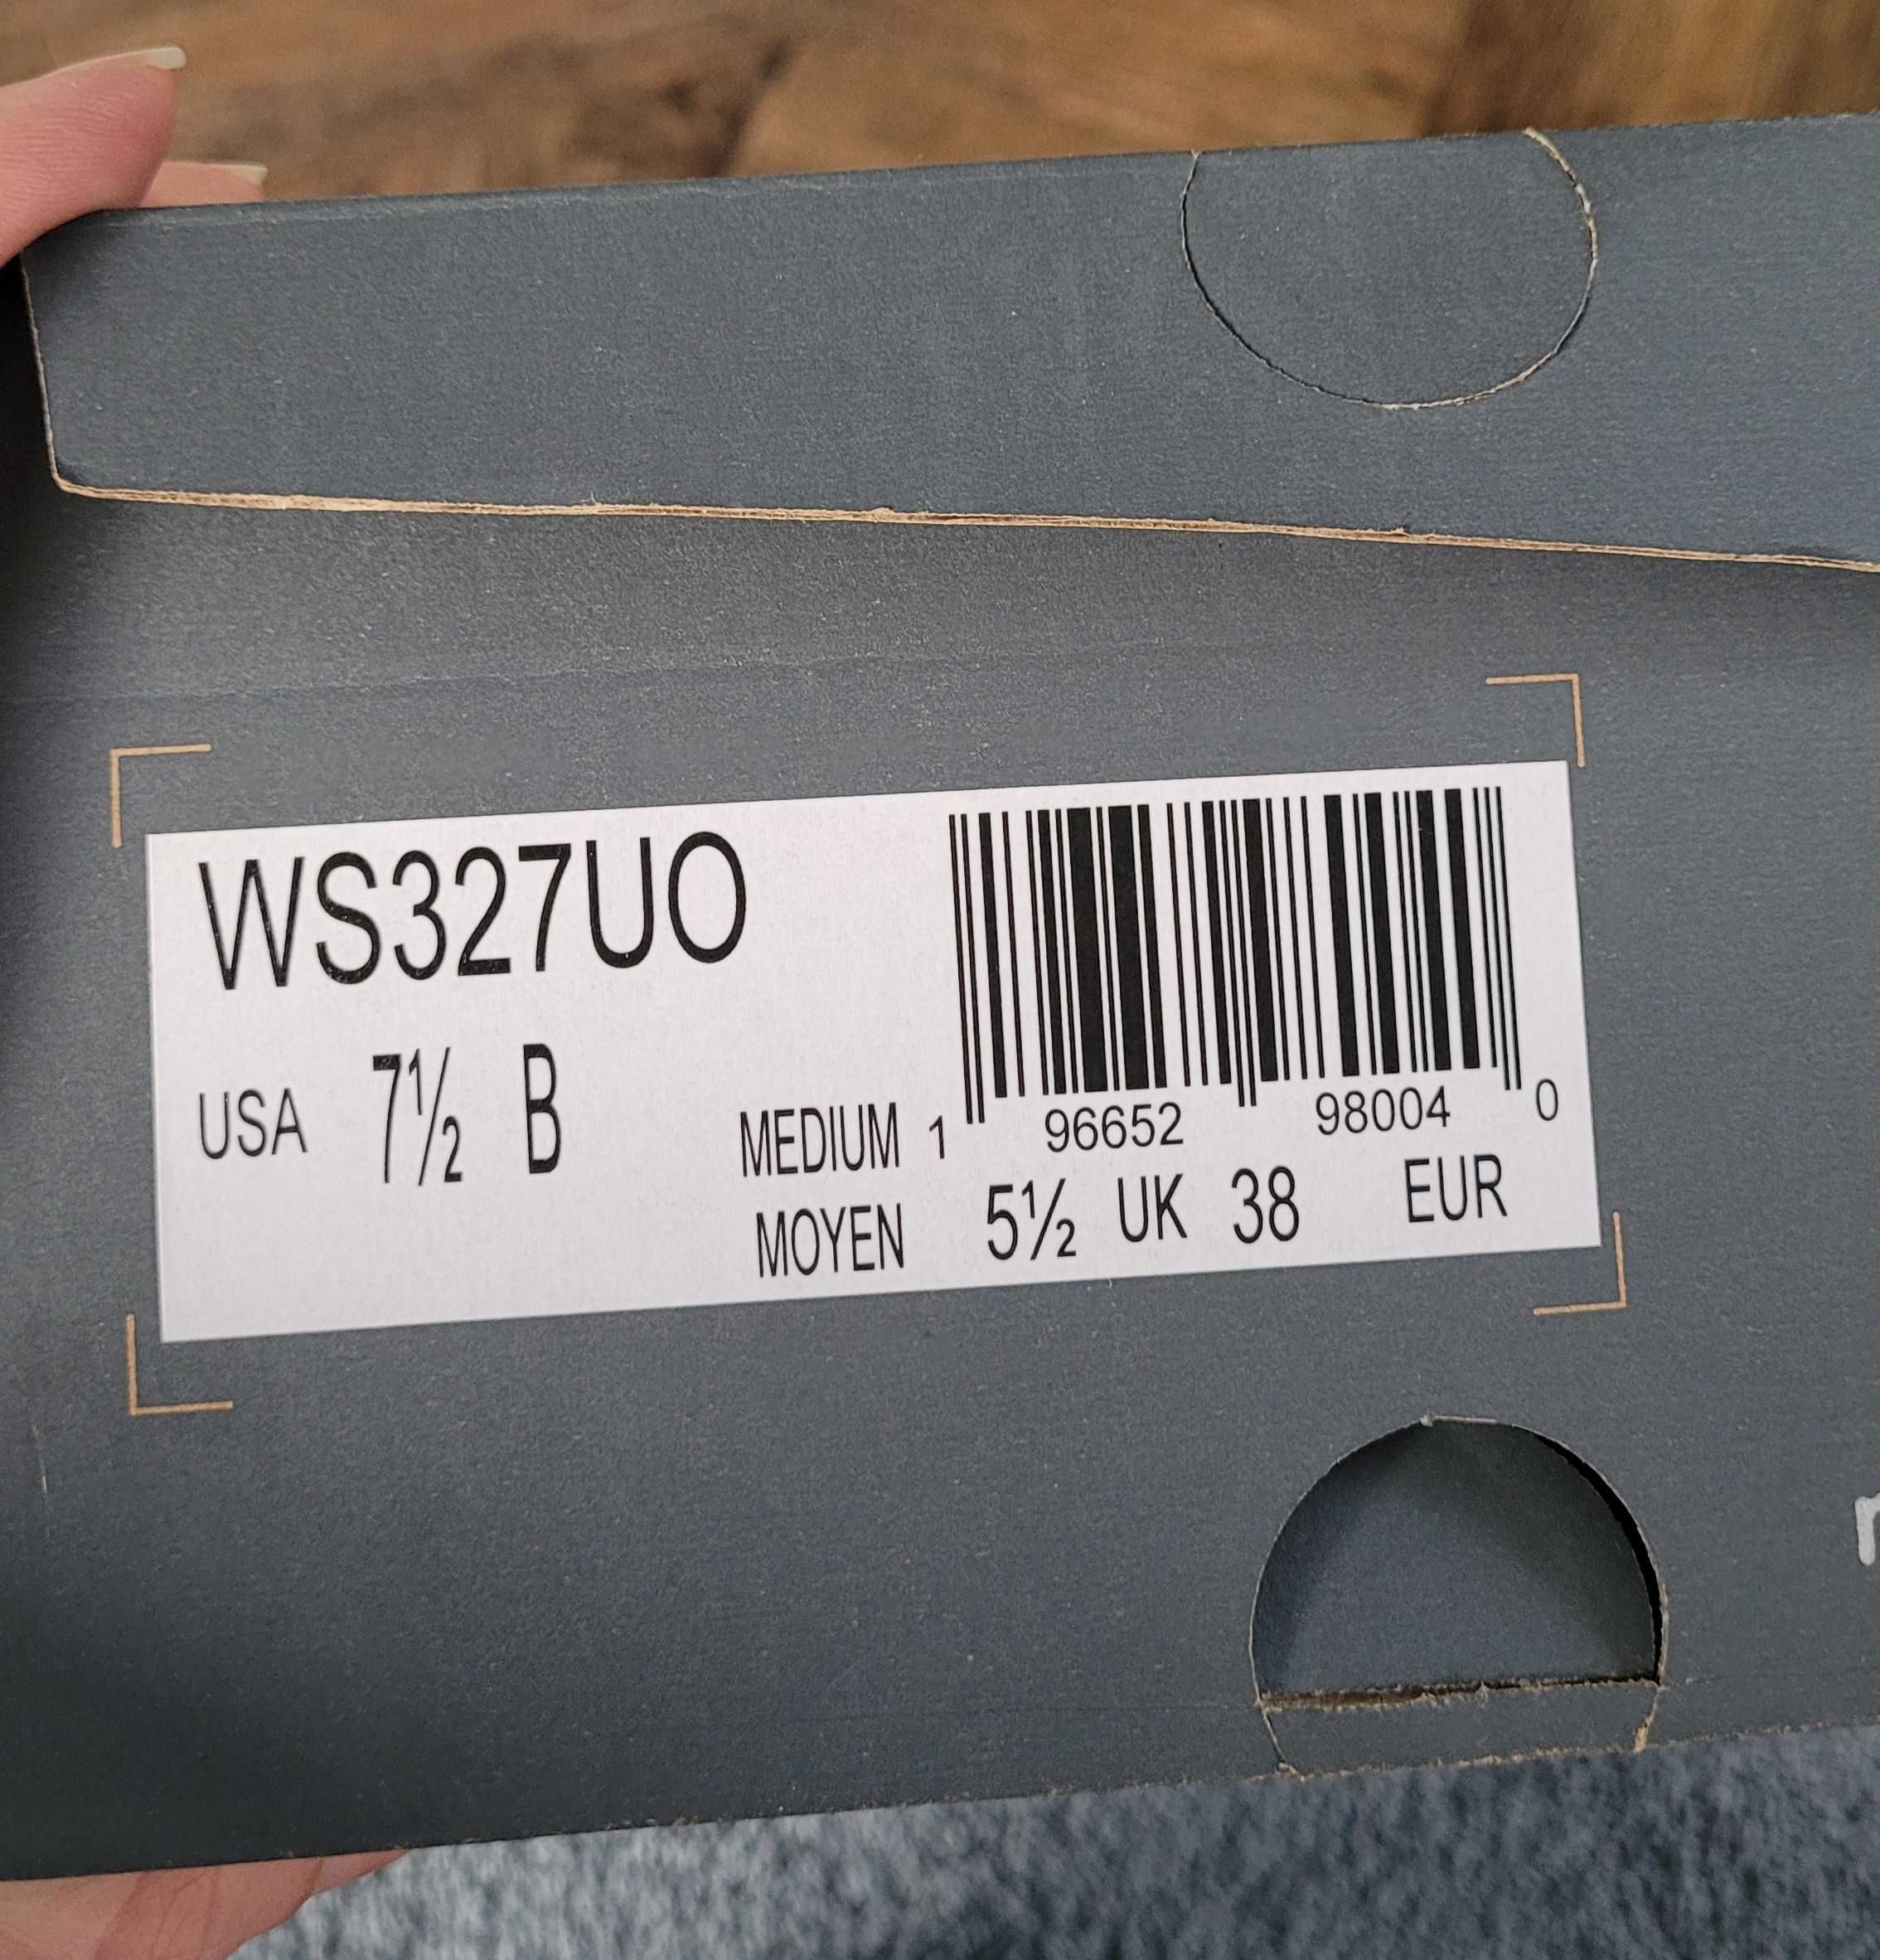 WS327UO
USA 7½ B
MEDIUM
MOYEN
1 96652 98004 0
5½ UK 38 EUR